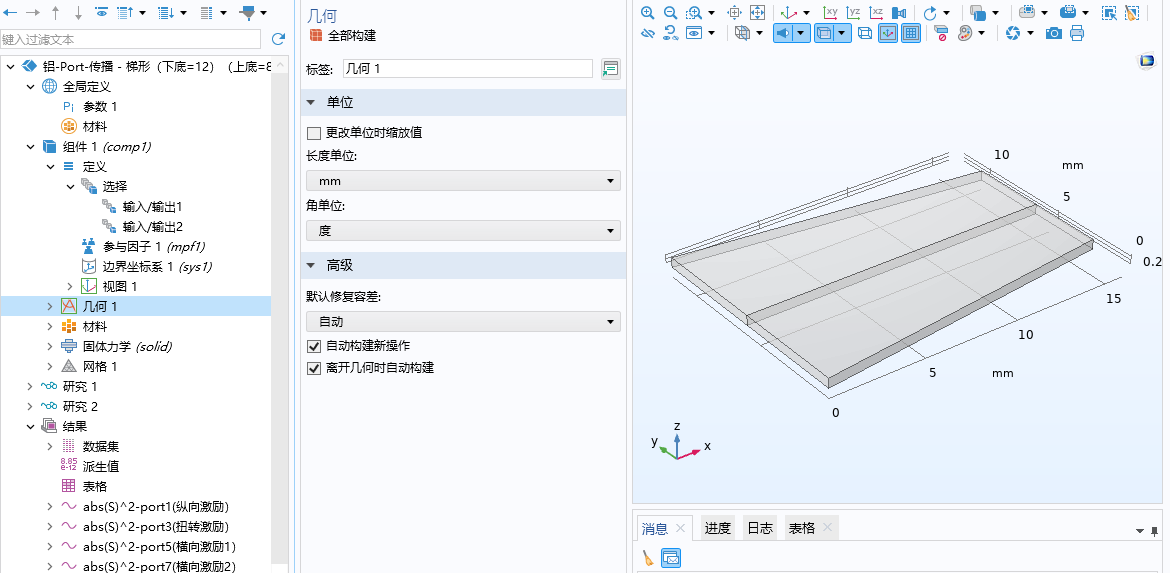 键入过滤文本
铝-Port-传播 - 梯形（下底=12）（上底=8
全局定义
Pi 参数 1
材料
组件 1 (comp1)
定义
选择
输入/输出1
输入/输出2
参与因子 1 (mpf1)
边界坐标系 1 (sys1)
视图 1
几何 1
材料
固体力学 (solid)
网格 1
研究 1
研究 2
结果
数据集
8.85
e-12
派生值
表格
abs(S)^2-port1(纵向激励)
abs(S)^2-port3(扭转激励)
abs(S)^2-port5(横向激励1)
abs(S)^2-port7(横向激励2)
几何
全部构建
标签: 几何 1
单位
更改单位时缩放值
长度单位:
mm
角单位:
度
高级
默认修复容差:
自动
自动构建新操作
离开几何时自动构建
xy yz xz
10
mm
5
0
0.2
15
10
mm
5
0
z
y
x
消息
进度
日志
表格